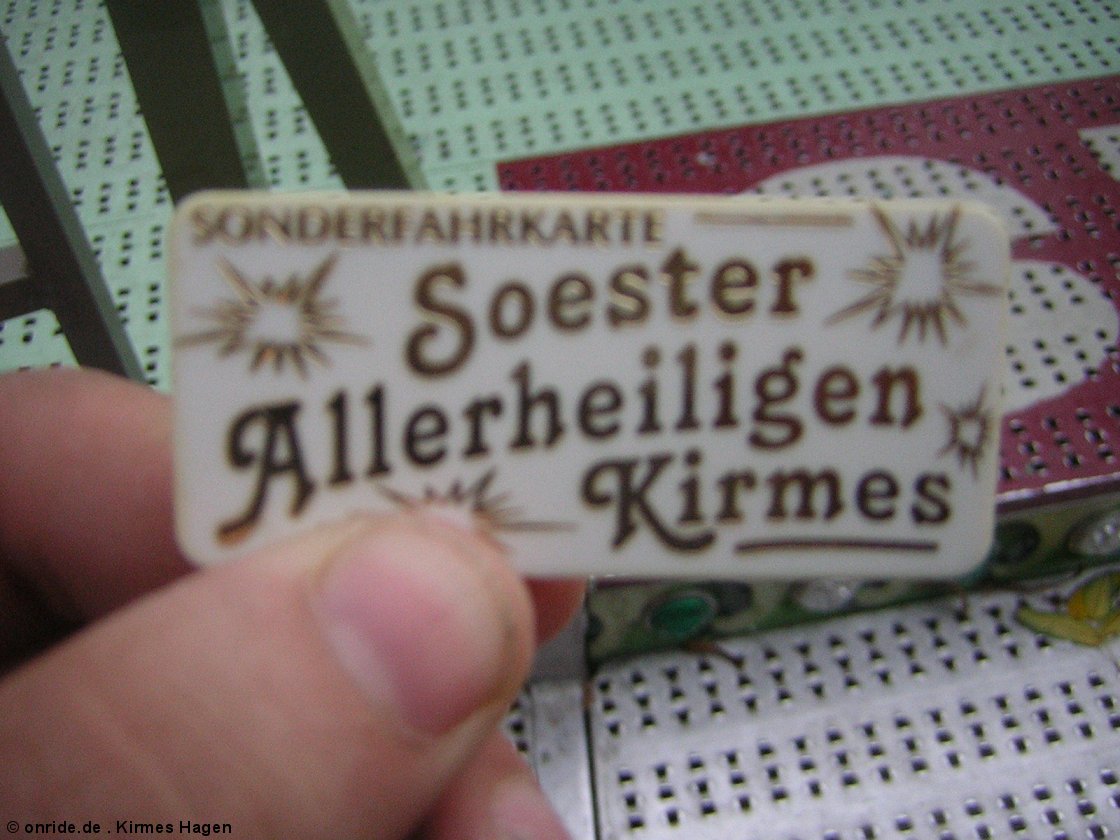 SONDERFAHRKARTE
Soester
Allerheiligen
Kirmes
© onride.de . Kirmes Hagen